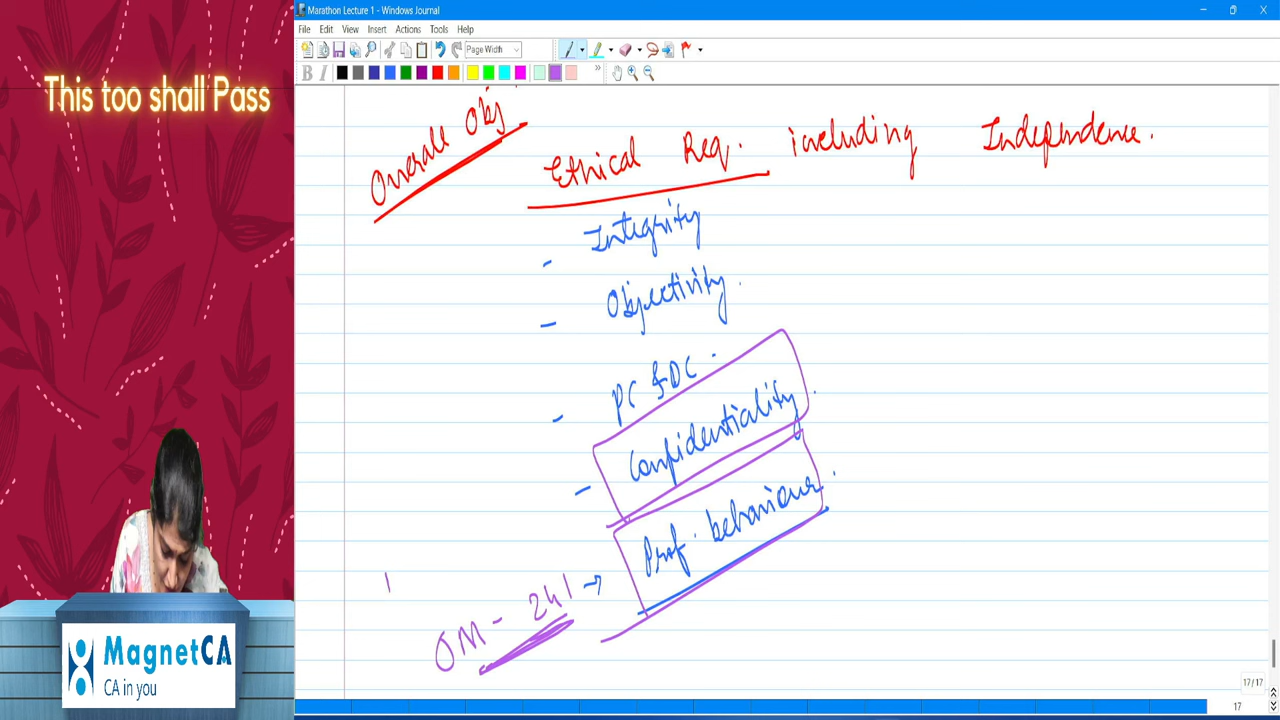 Marathon Lecture 1 - Windows Journal
File Edit View Insert Actions Tools Help
Page Width
B I
This too shall Pass
Overall Obj
Ethical Req. including Independence.
- Integrity
- Objectivity.
- PC & DC.
- Confidentiality.
Prof. behaviour.
OM - 241 →
MagnetCA
CA in you
17/17
17